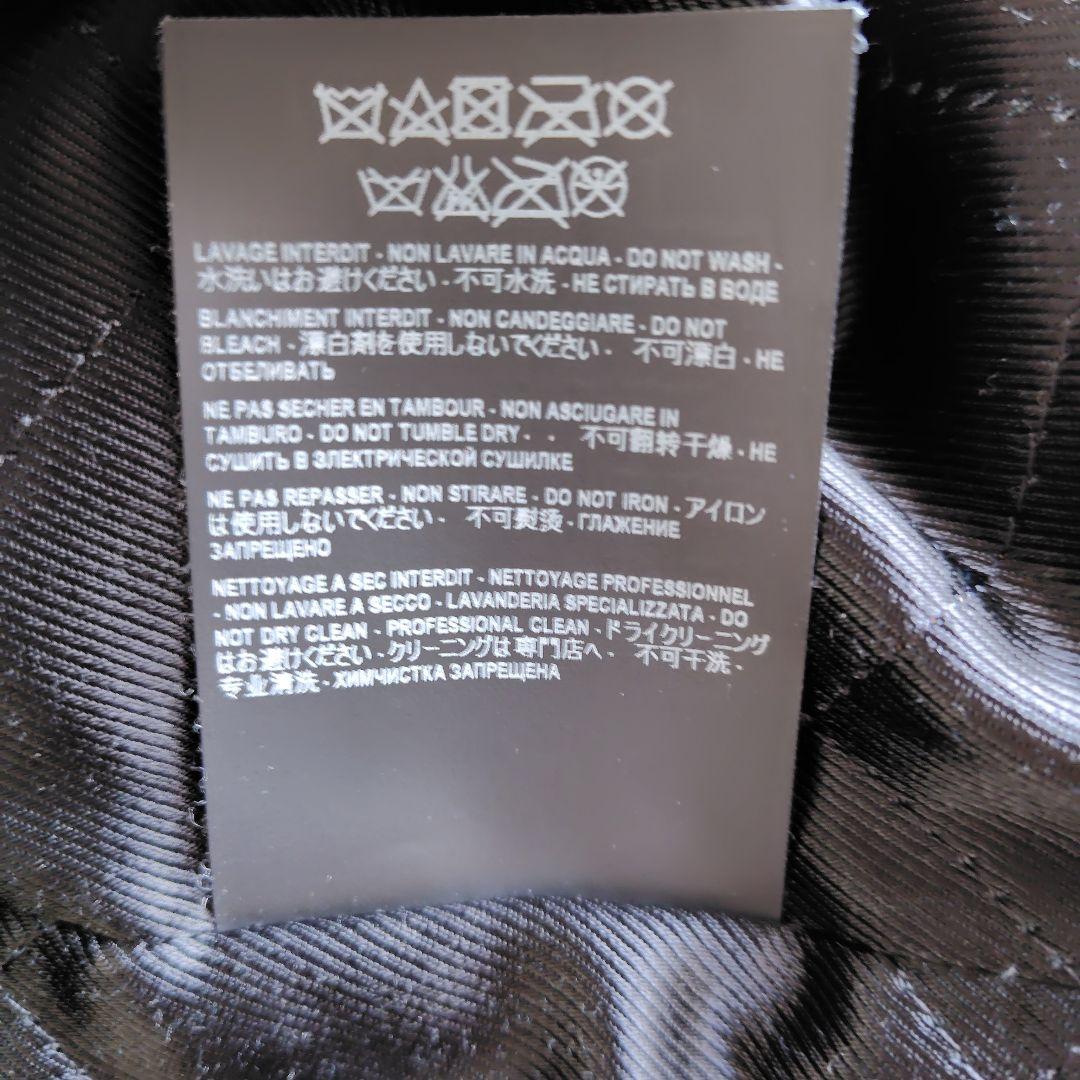 LAVAGE INTERDIT - NON LAVARE IN ACQUA - DO NOT WASH -
水洗いはお避けください - 不可水洗 - НЕ СТИРАТЬ В ВОДЕ
BLANCHIMENT INTERDIT - NON CANDEGGIARE - DO NOT
BLEACH - 漂白剤を使用しないでください - 不可漂白 - НЕ
ОТБЕЛИВАТЬ
NE PAS SECHER EN TAMBOUR - NON ASCIUGARE IN
TAMBURO - DO NOT TUMBLE DRY - - 不可翻转干燥 - НЕ
СУШИТЬ В ЭЛЕКТРИЧЕСКОЙ СУШИЛКЕ
NE PAS REPASSER - NON STIRARE - DO NOT IRON - アイロン
は使用しないでください - 不可熨烫 - ГЛАЖЕНИЕ
ЗАПРЕЩЕНО
NETTOYAGE A SEC INTERDIT - NETTOYAGE PROFESSIONNEL
- NON LAVARE A SECCO - LAVANDERIA SPECIALIZZATA - DO
NOT DRY CLEAN - PROFESSIONAL CLEAN - ドライクリーニング
はお避けください - クリーニングは専門店へ - 不可干洗 -
专业清洗 - ХИМЧИСТКА ЗАПРЕЩЕНА